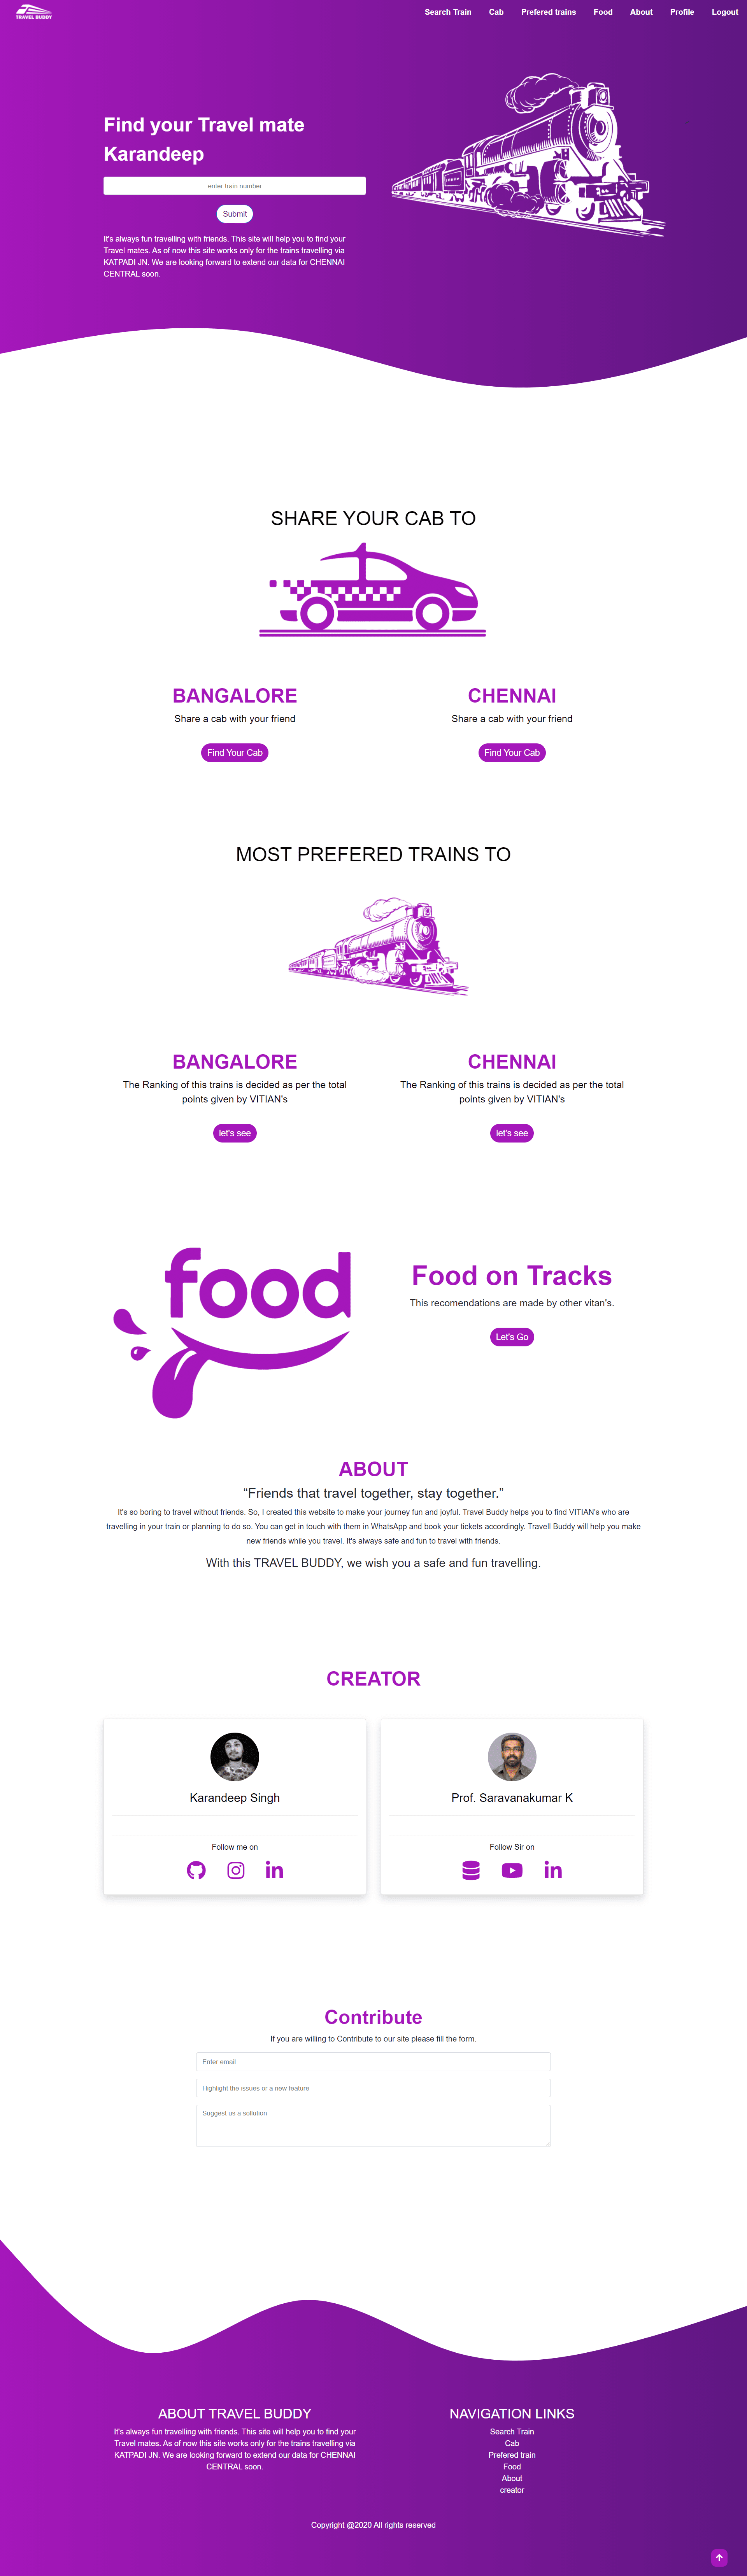 TRAVEL BUDDY
Search Train
Cab
Prefered trains
Food
About
Profile
Logout
Find your Travel mate
Karandeep
enter train number
Submit
It's always fun travelling with friends. This site will help you to find your
Travel mates. As of now this site works only for the trains travelling via
KATPADI JN. We are looking forward to extend our data for CHENNAI
CENTRAL soon.
SHARE YOUR CAB TO
BANGALORE
Share a cab with your friend
Find Your Cab
CHENNAI
Share a cab with your friend
Find Your Cab
MOST PREFERED TRAINS TO
BANGALORE
The Ranking of this trains is decided as per the total
points given by VITIAN's
let's see
CHENNAI
The Ranking of this trains is decided as per the total
points given by VITIAN's
let's see
food
Food on Tracks
This recomendations are made by other vitan's.
Let's Go
ABOUT
“Friends that travel together, stay together.”
It's so boring to travel without friends. So, I created this website to make your journey fun and joyful. Travel Buddy helps you to find VITIAN's who are
travelling in your train or planning to do so. You can get in touch with them in WhatsApp and book your tickets accordingly. Travell Buddy will help you make
new friends while you travel. It's always safe and fun to travel with friends.
With this TRAVEL BUDDY, we wish you a safe and fun travelling.
CREATOR
Karandeep Singh
Follow me on
in
Prof. Saravanakumar K
Follow Sir on
in
Contribute
If you are willing to Contribute to our site please fill the form.
Enter email
Highlight the issues or a new feature
Suggest us a sollution
ABOUT TRAVEL BUDDY
It's always fun travelling with friends. This site will help you to find your
Travel mates. As of now this site works only for the trains travelling via
KATPADI JN. We are looking forward to extend our data for CHENNAI
CENTRAL soon.
NAVIGATION LINKS
Search Train
Cab
Prefered train
Food
About
creator
Copyright @2020 All rights reserved